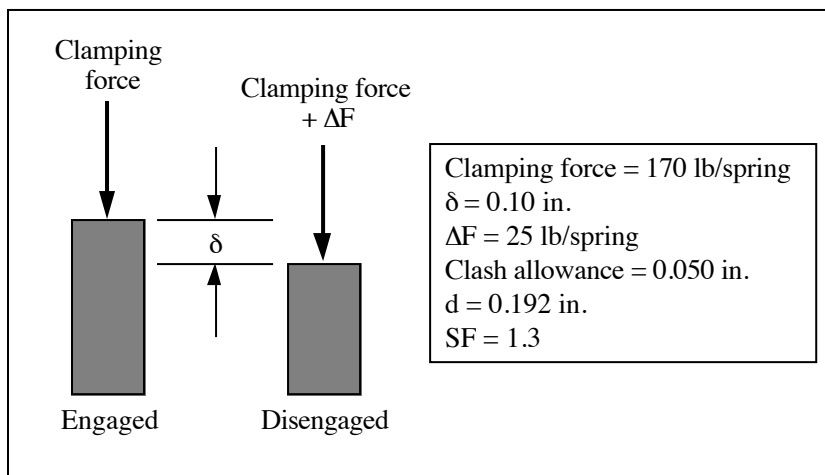 Clamping
force
Clamping force
+ ΔF
δ
Engaged
Disengaged
Clamping force = 170 lb/spring
δ = 0.10 in.
ΔF = 25 lb/spring
Clash allowance = 0.050 in.
d = 0.192 in.
SF = 1.3